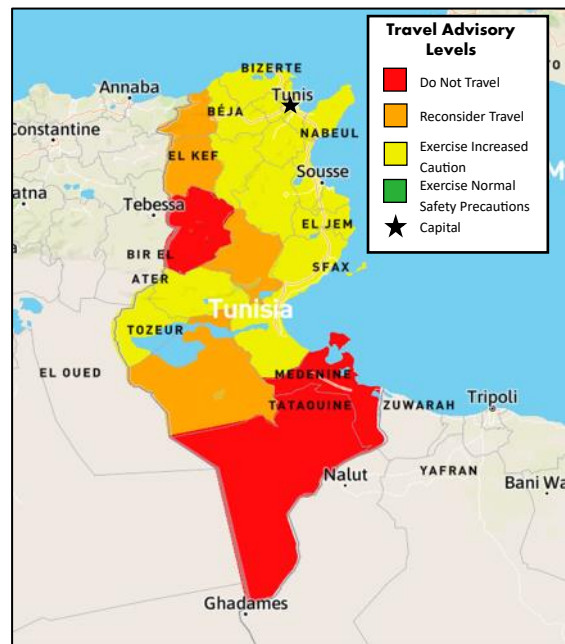 Travel Advisory
Levels
Do Not Travel
Reconsider Travel
Exercise Increased
Caution
Exercise Normal
Safety Precautions
Capital
BIZERTE
Annaba
Tunis
BÉJA
NABEUL
Constantine
EL KEF
Sousse
Tebessa
EL JEM
BIR EL
ATER
SFAX
Tunisia
TOZEUR
EL OUED
MEDENINE
TATAOUINE
ZUWARAH
Tripoli
YAFRAN
Nalut
Bani Wa
Ghadames